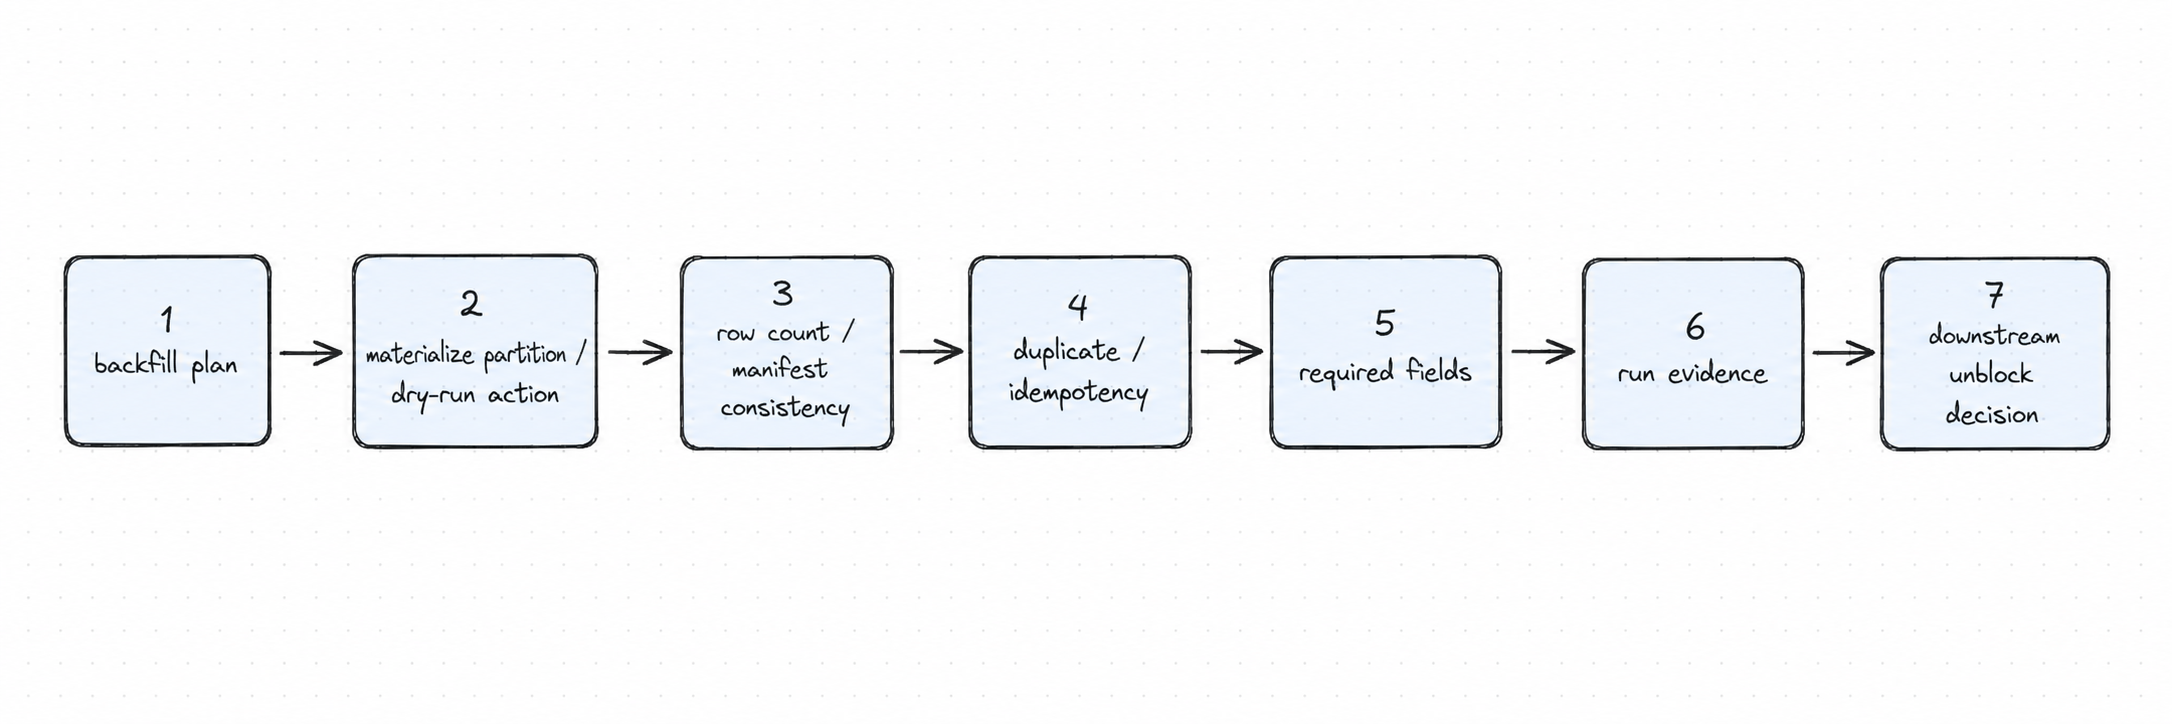 1
backfill plan
2
materialize partition /
dry-run action
3
row count /
manifest
consistency
4
duplicate /
idempotency
5
required fields
6
run evidence
7
downstream
unblock
decision